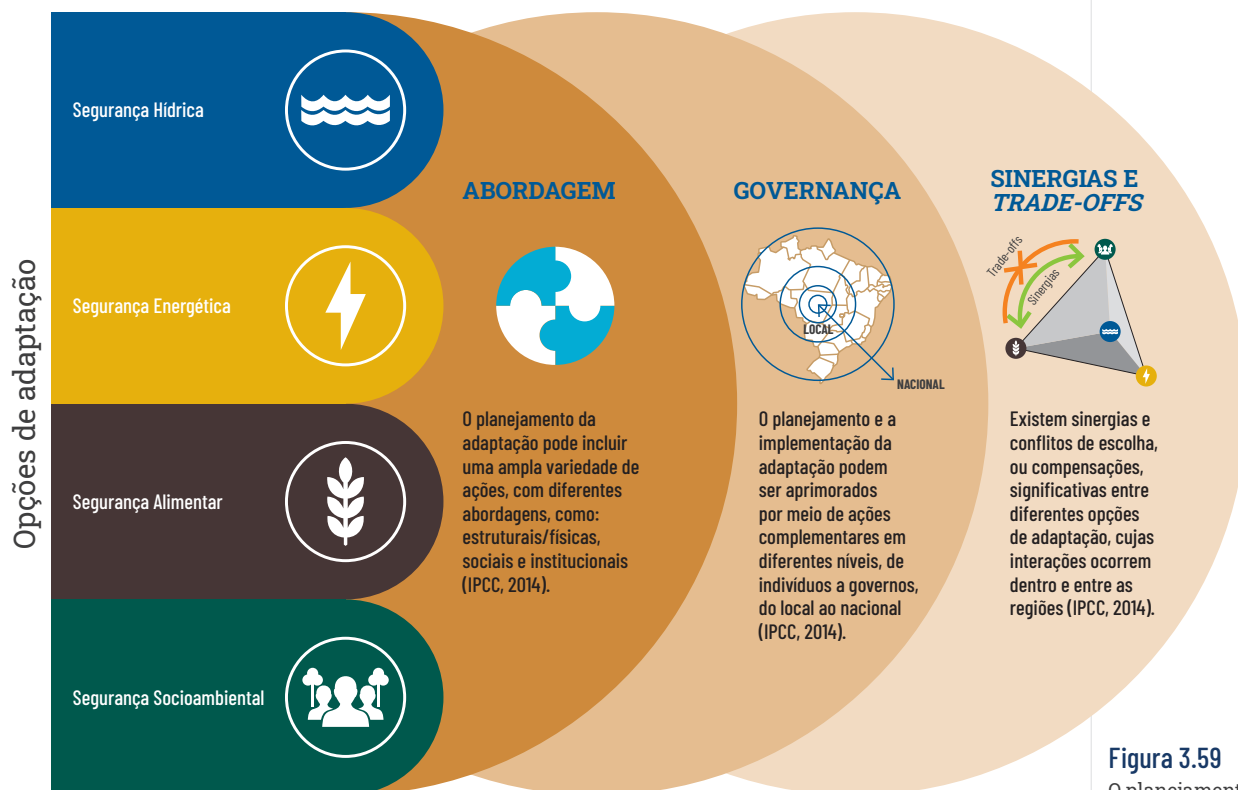 Opções de adaptação
Segurança Hídrica
Segurança Energética
Segurança Alimentar
Segurança Socioambiental
ABORDAGEM
O planejamento da
adaptação pode incluir
uma ampla variedade de
ações, com diferentes
abordagens, como:
estruturais/físicas,
sociais e institucionais
(IPCC, 2014).
GOVERNANÇA
LOCAL
NACIONAL
O planejamento e a
implementação da
adaptação podem
ser aprimorados
por meio de ações
complementares em
diferentes níveis, de
indivíduos a governos,
do local ao nacional
(IPCC, 2014).
SINERGIAS E
TRADE-OFFS
Trade-offs
Sinergias
Existem sinergias e
conflitos de escolha,
ou compensações,
significativas entre
diferentes opções
de adaptação, cujas
interações ocorrem
dentro e entre as
regiões (IPCC, 2014).
Figura 3.59